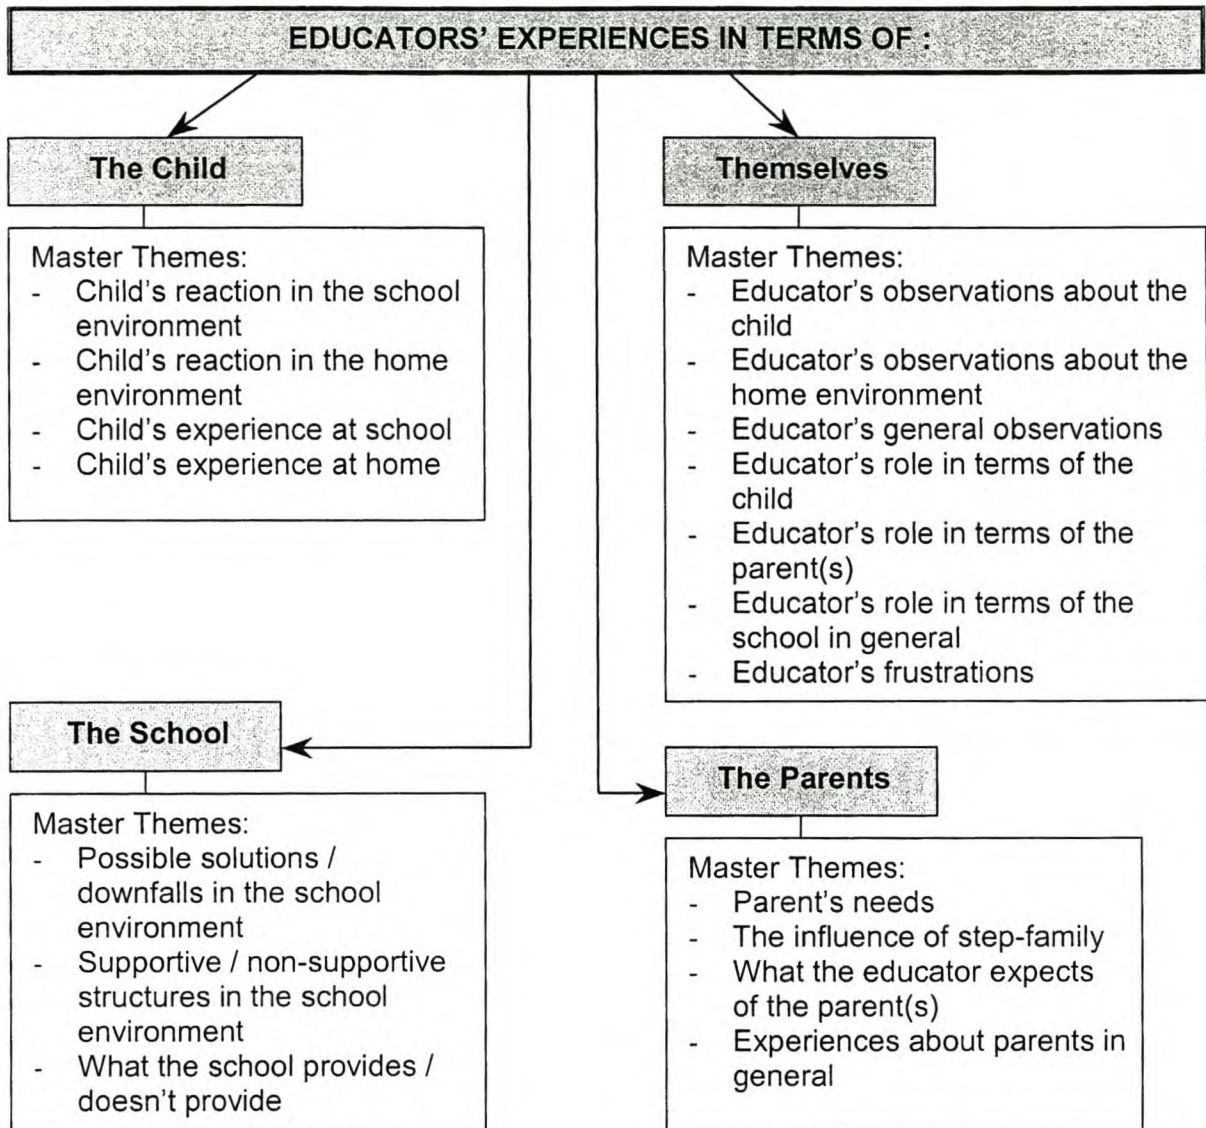 EDUCATORS' EXPERIENCES IN TERMS OF :
The Child
Master Themes:
- Child's reaction in the school
environment
- Child's reaction in the home
environment
- Child's experience at school
- Child's experience at home
Themselves
Master Themes:
- Educator's observations about the
child
- Educator's observations about the
home environment
- Educator's general observations
- Educator's role in terms of the
child
- Educator's role in terms of the
parent(s)
- Educator's role in terms of the
school in general
- Educator's frustrations
The School
Master Themes:
- Possible solutions /
downfalls in the school
environment
- Supportive / non-supportive
structures in the school
environment
- What the school provides /
doesn't provide
The Parents
Master Themes:
- Parent's needs
- The influence of step-family
- What the educator expects
of the parent(s)
- Experiences about parents in
general